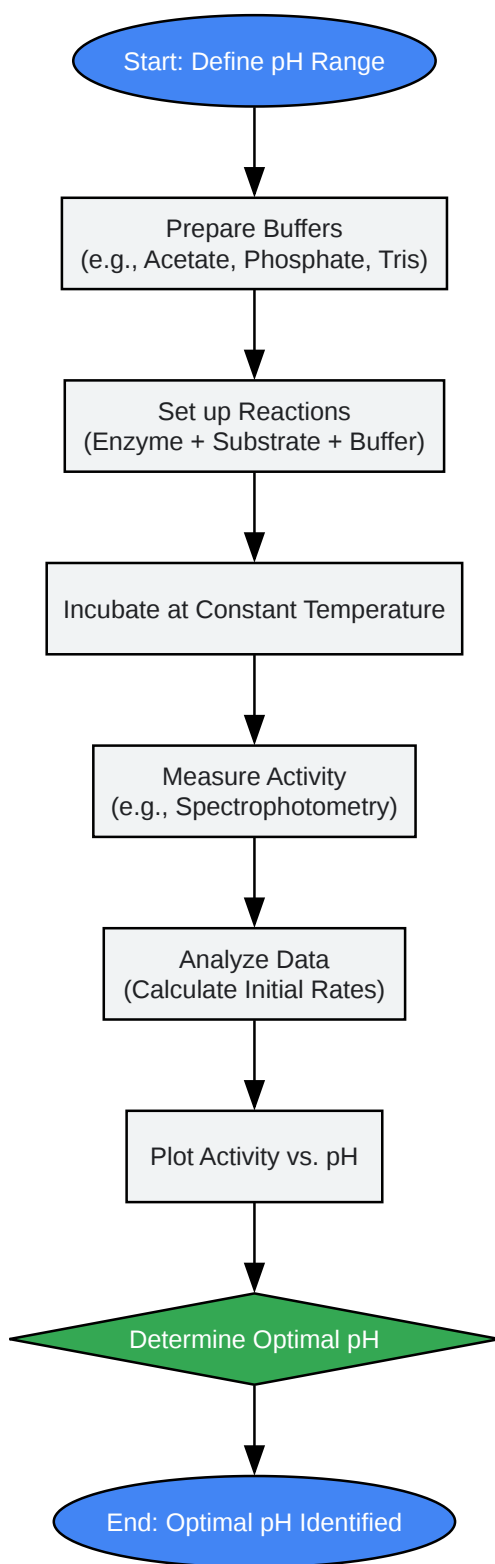 Start: Define pH Range
Prepare Buffers
(e.g., Acetate, Phosphate, Tris)
Set up Reactions
(Enzyme + Substrate + Buffer)
Incubate at Constant Temperature
Measure Activity
(e.g., Spectrophotometry)
Analyze Data
(Calculate Initial Rates)
Plot Activity vs. pH
Determine Optimal pH
End: Optimal pH Identified